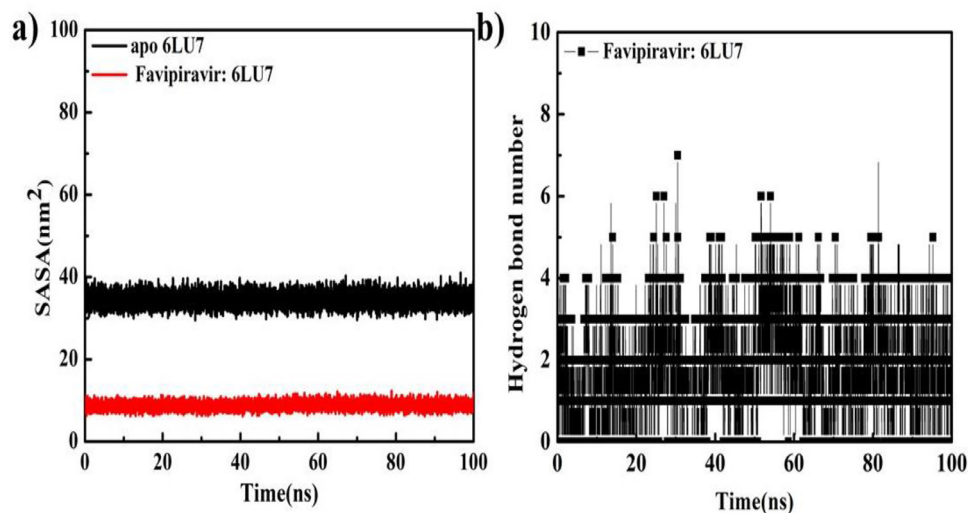 a)
apo 6LU7
Favipiravir: 6LU7
SASA(nm²)
100
80
60
40
20
0
0 20 40 60 80 100
Time(ns)
b)
Favipiravir: 6LU7
Hydrogen bond number
10
8
6
4
2
0
0 20 40 60 80 100
Time(ns)